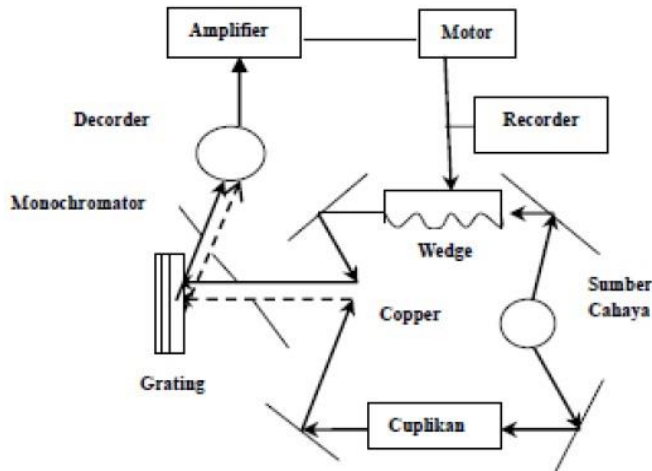 Amplifier
Motor
Decorder
Recorder
Monochromator
Wedge
Sumber
Cahaya
Copper
Grating
Cuplikan